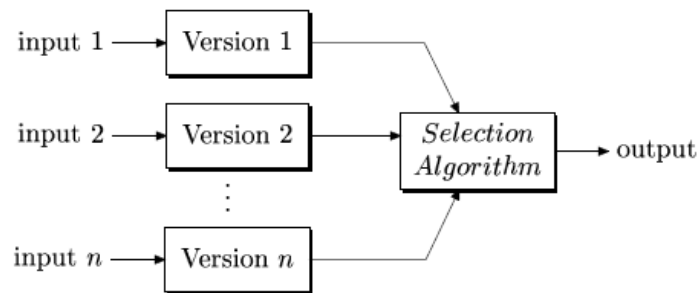 input 1
Version 1
input 2
Version 2
Selection
Algorithm
output
input n
Version n